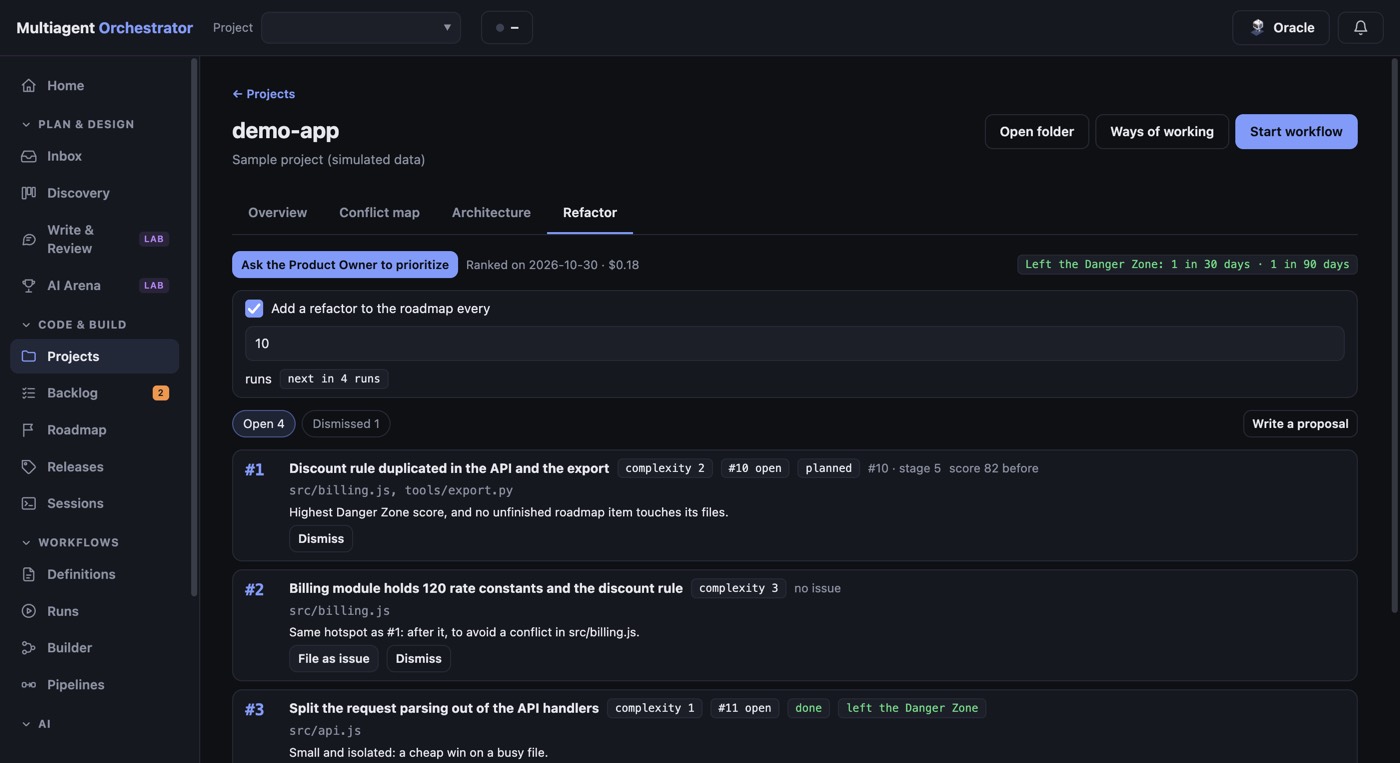 Multiagent Orchestrator Project – Oracle
Home
PLAN & DESIGN
Inbox
Discovery
Write & Review LAB
AI Arena LAB
CODE & BUILD
Projects
Backlog 2
Roadmap
Releases
Sessions
WORKFLOWS
Definitions
Runs
Builder
Pipelines
AI
← Projects
demo-app
Open folder Ways of working Start workflow
Sample project (simulated data)
Overview Conflict map Architecture Refactor
Ask the Product Owner to prioritize Ranked on 2026-10-30 · $0.18 Left the Danger Zone: 1 in 30 days · 1 in 90 days
Add a refactor to the roadmap every
10
runs next in 4 runs
Open 4 Dismissed 1 Write a proposal
#1 Discount rule duplicated in the API and the export complexity 2 #10 open planned #10 · stage 5 score 82 before
src/billing.js, tools/export.py
Highest Danger Zone score, and no unfinished roadmap item touches its files.
Dismiss
#2 Billing module holds 120 rate constants and the discount rule complexity 3 no issue
src/billing.js
Same hotspot as #1: after it, to avoid a conflict in src/billing.js.
File as issue Dismiss
#3 Split the request parsing out of the API handlers complexity 1 #11 open done left the Danger Zone
src/api.js
Small and isolated: a cheap win on a busy file.